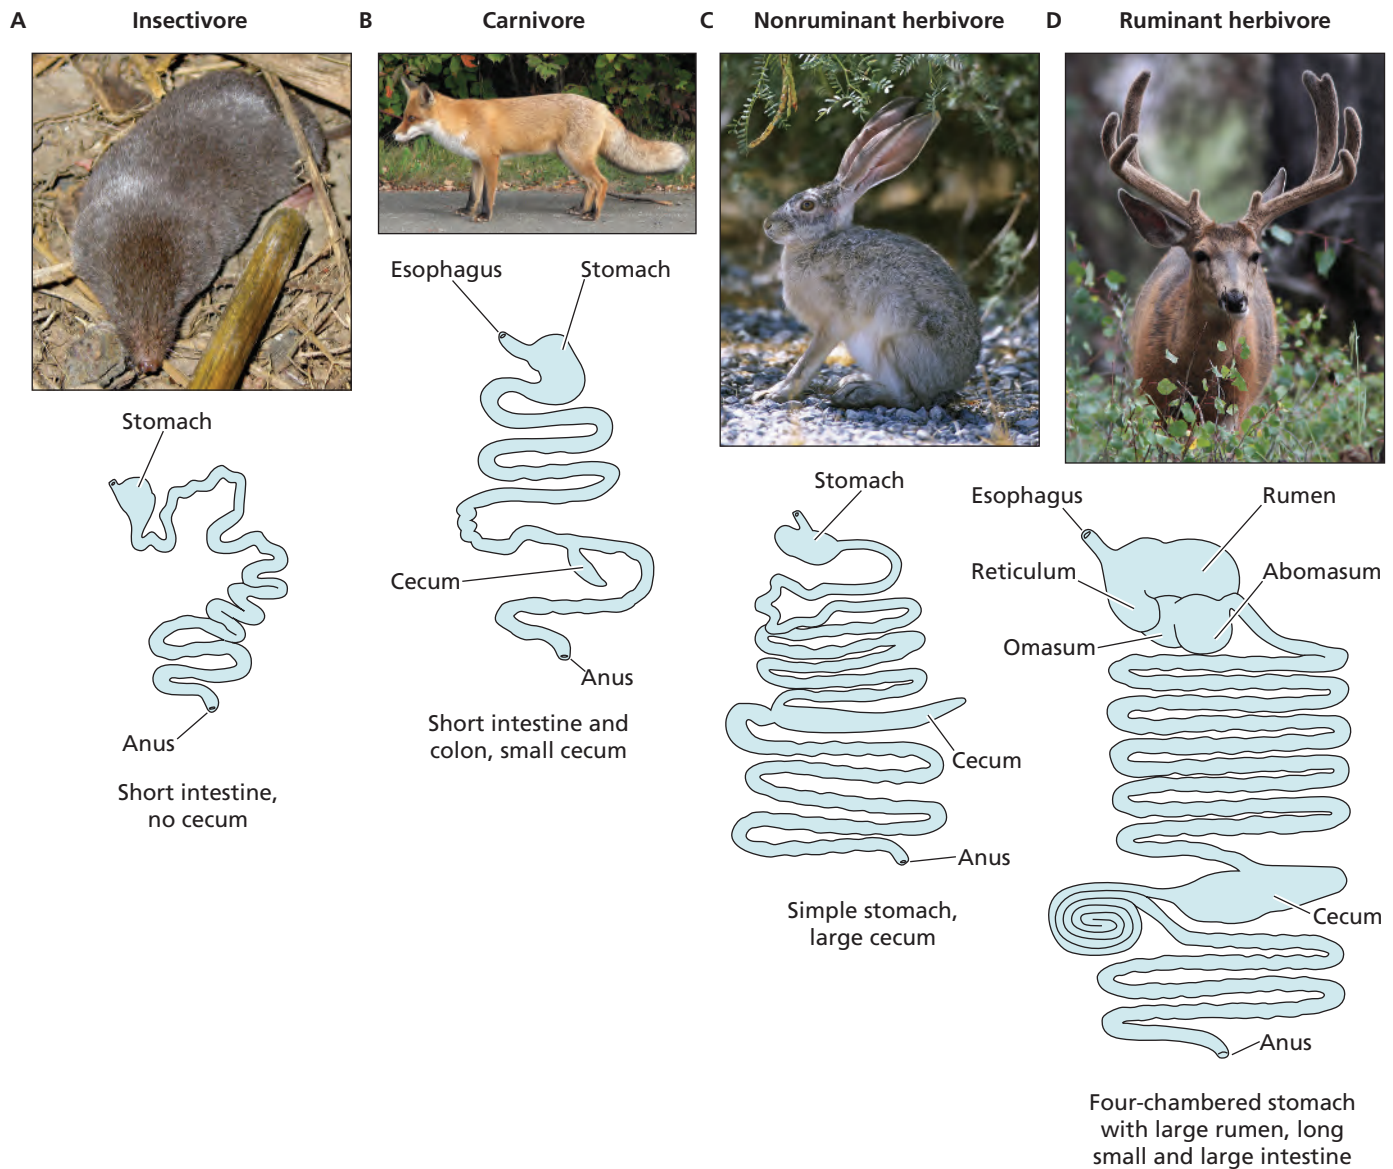 A Insectivore
B Carnivore
C Nonruminant herbivore
D Ruminant herbivore
Stomach
Anus
Short intestine,
no cecum
Esophagus
Stomach
Cecum
Anus
Short intestine and
colon, small cecum
Stomach
Cecum
Anus
Simple stomach,
large cecum
Esophagus
Rumen
Reticulum
Abomasum
Omasum
Cecum
Anus
Four-chambered stomach
with large rumen, long
small and large intestine